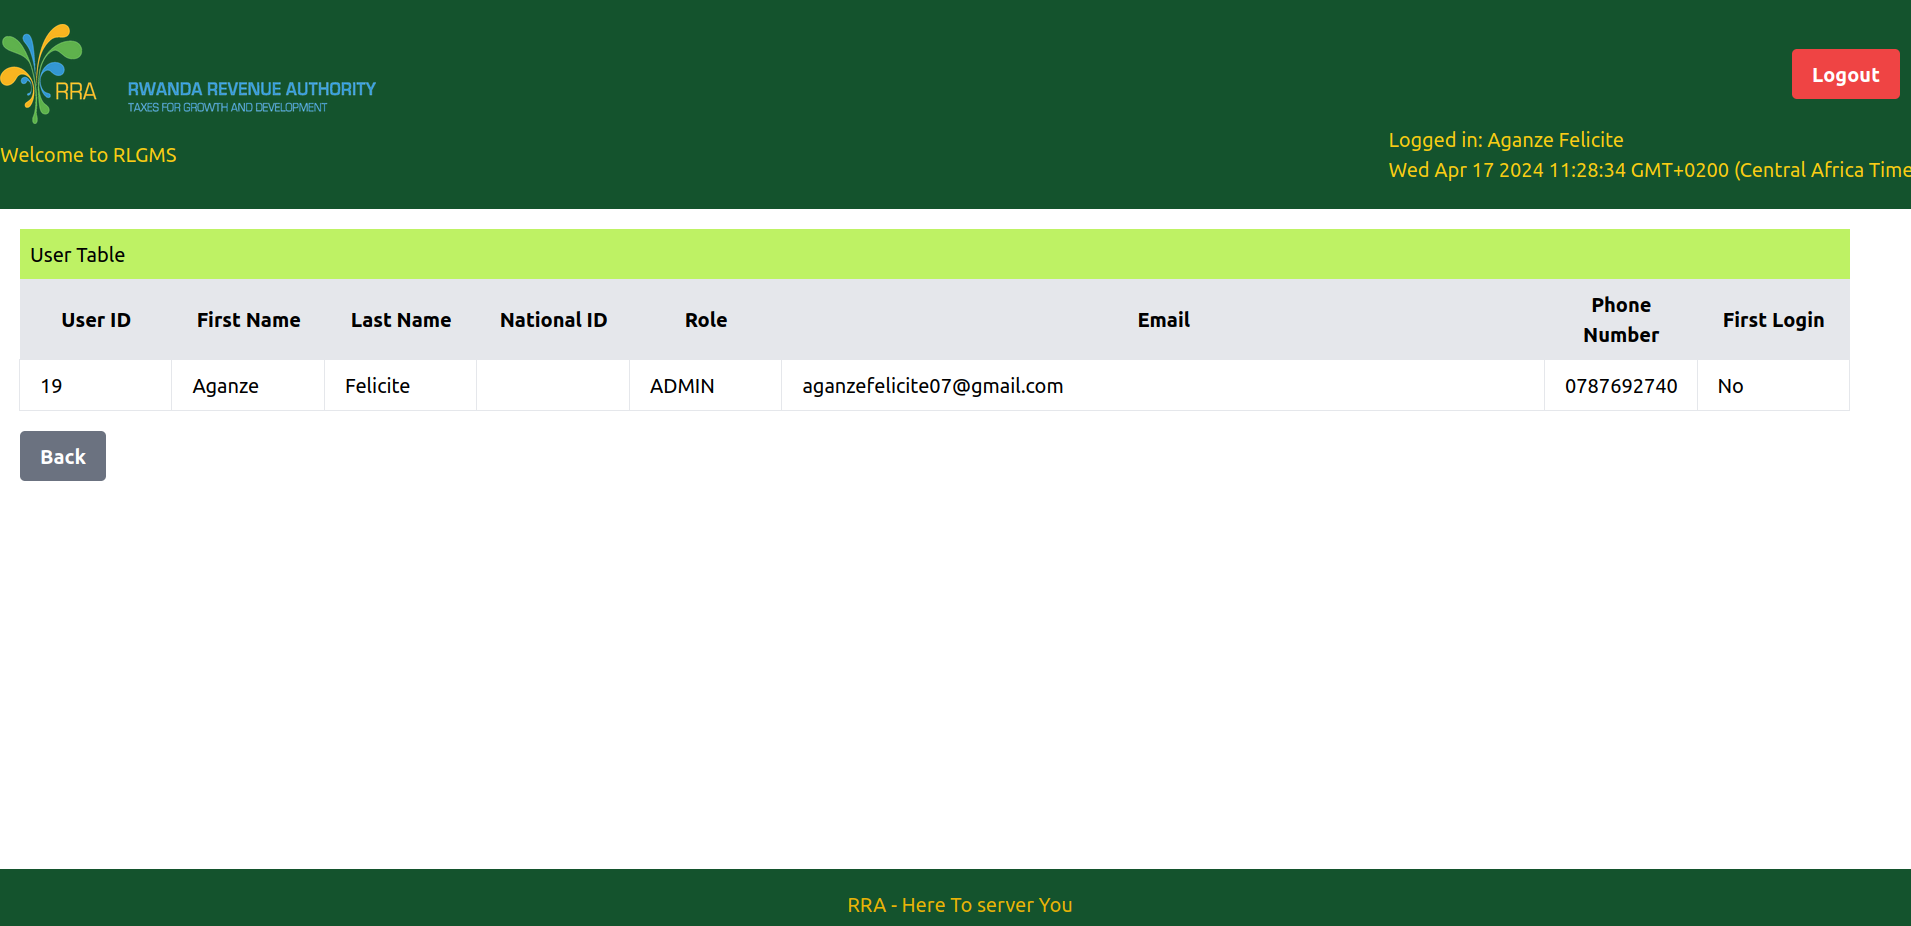 RRA
RWANDA REVENUE AUTHORITY
TAXES FOR GROWTH AND DEVELOPMENT
Logout
Welcome to RLGMS
Logged in: Aganze Felicite
Wed Apr 17 2024 11:28:34 GMT+0200 (Central Africa Time
User Table
User ID First Name Last Name National ID Role Email Phone Number First Login
19 Aganze Felicite ADMIN aganzefelicite07@gmail.com 0787692740 No
Back
RRA - Here To server You